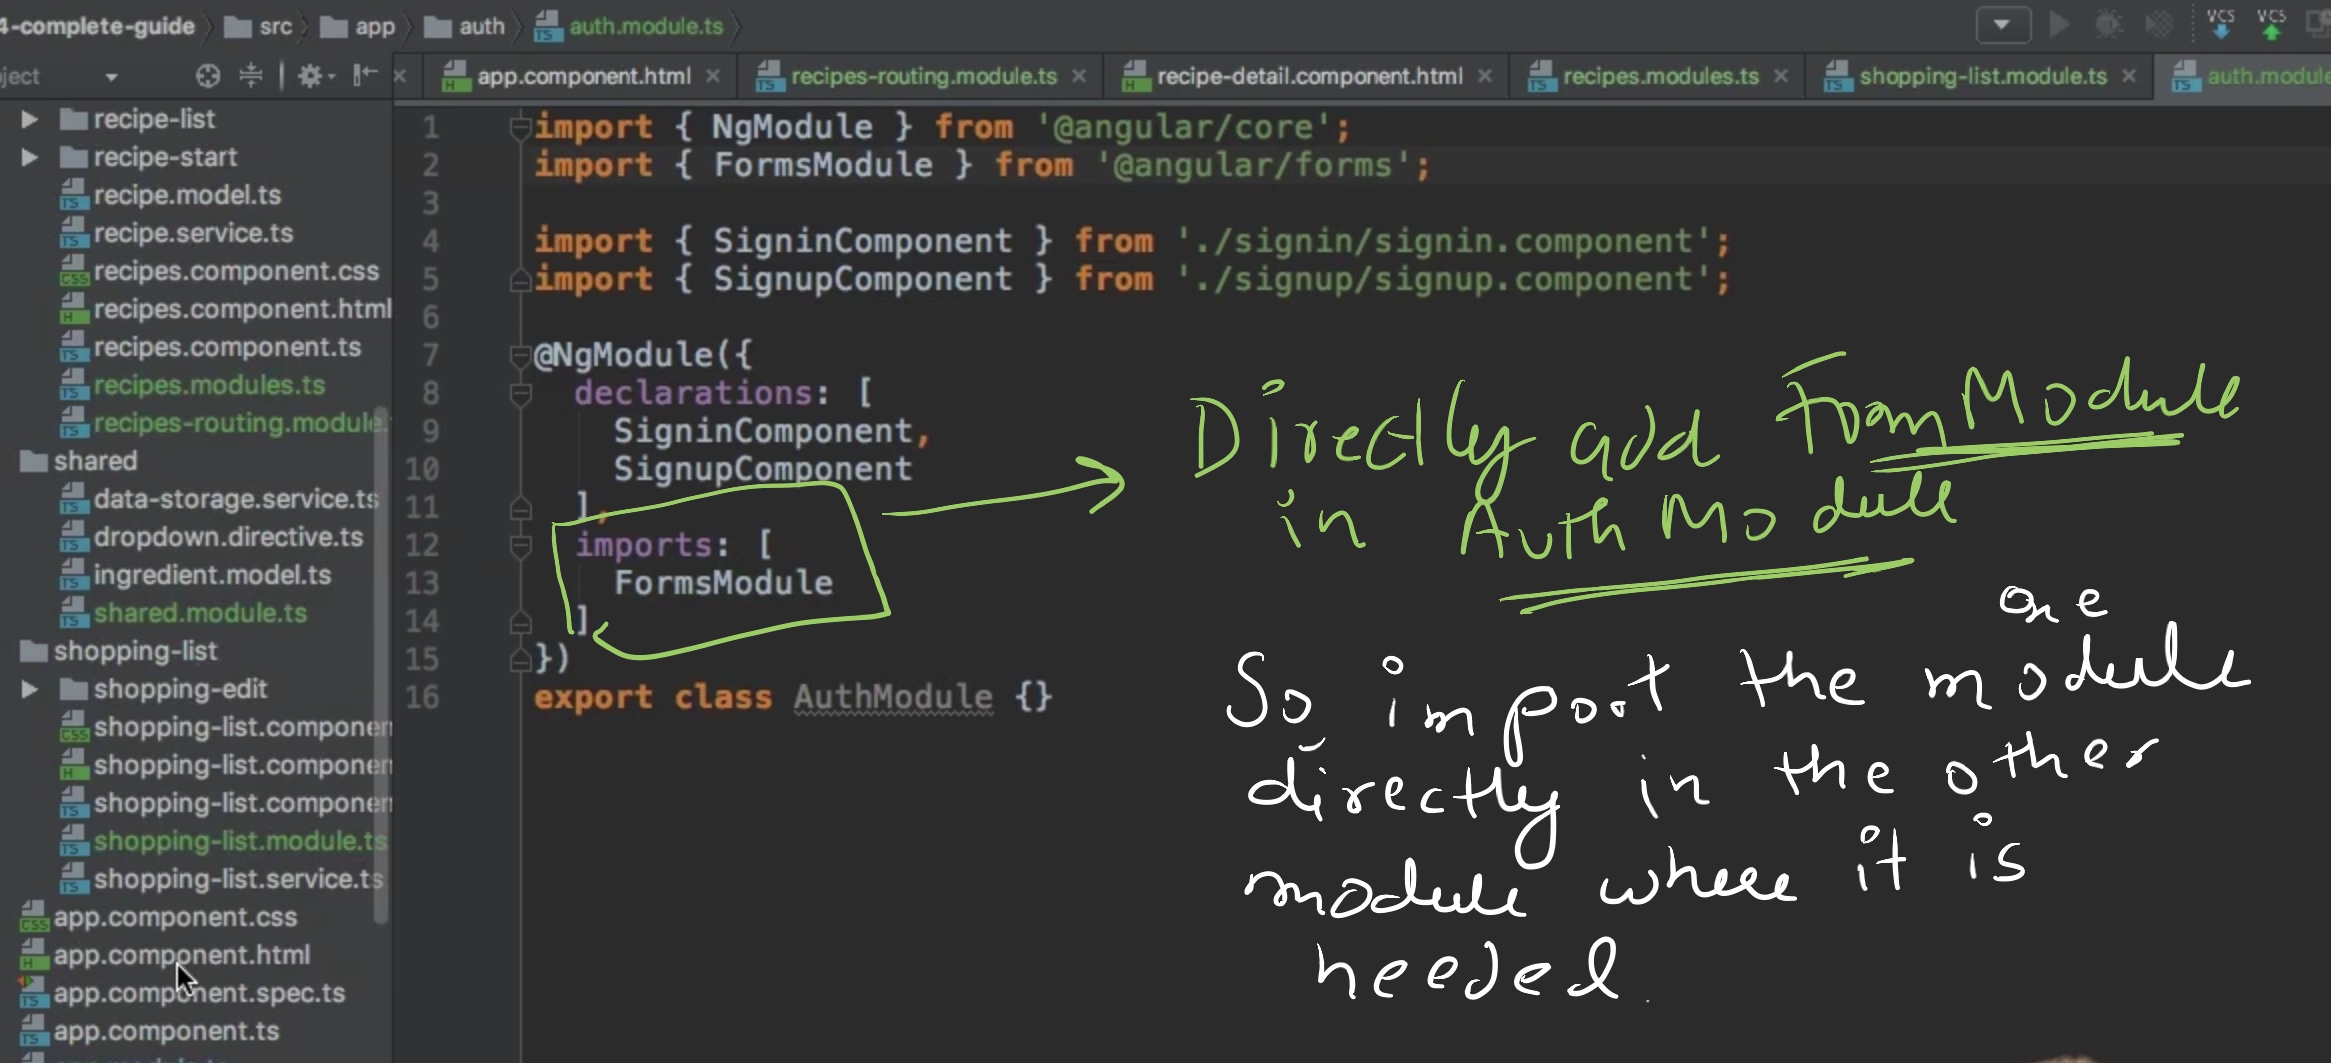 4-complete-guide src app auth auth.module.ts
VCS VCS
ject
app.component.html recipes-routing.module.ts recipe-detail.component.html recipes.modules.ts shopping-list.module.ts auth.module
recipe-list
recipe-start
recipe.model.ts
recipe.service.ts
recipes.component.css
recipes.component.html
recipes.component.ts
recipes.modules.ts
recipes-routing.module.
shared
data-storage.service.ts
dropdown.directive.ts
ingredient.model.ts
shared.module.ts
shopping-list
shopping-edit
shopping-list.componen
shopping-list.componen
shopping-list.componen
shopping-list.module.ts
shopping-list.service.ts
app.component.css
app.component.html
app.component.spec.ts
app.component.ts
1 import { NgModule } from '@angular/core';
2 import { FormsModule } from '@angular/forms';
3
4 import { SigninComponent } from './signin/signin.component';
5 import { SignupComponent } from './signup/signup.component';
6
7 @NgModule({
8 declarations: [
9 SigninComponent,
10 SignupComponent
11 ],
12 imports: [
13 FormsModule
14 ]
15 })
16 export class AuthModule {}
Directly add FormModule
in AuthModule
So import the one module
directly in the other
module where it is
needed.